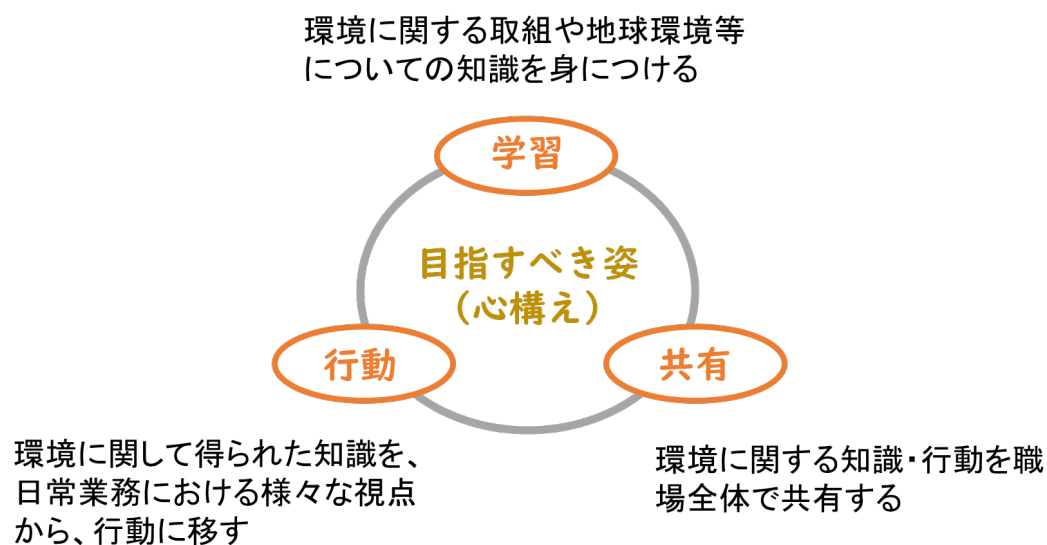 環境に関する取組や地球環境等
についての知識を身につける
学習
目指すべき姿
(心構え)
行動
共有
環境に関して得られた知識を、
日常業務における様々な視点
から、行動に移す
環境に関する知識・行動を職
場全体で共有する